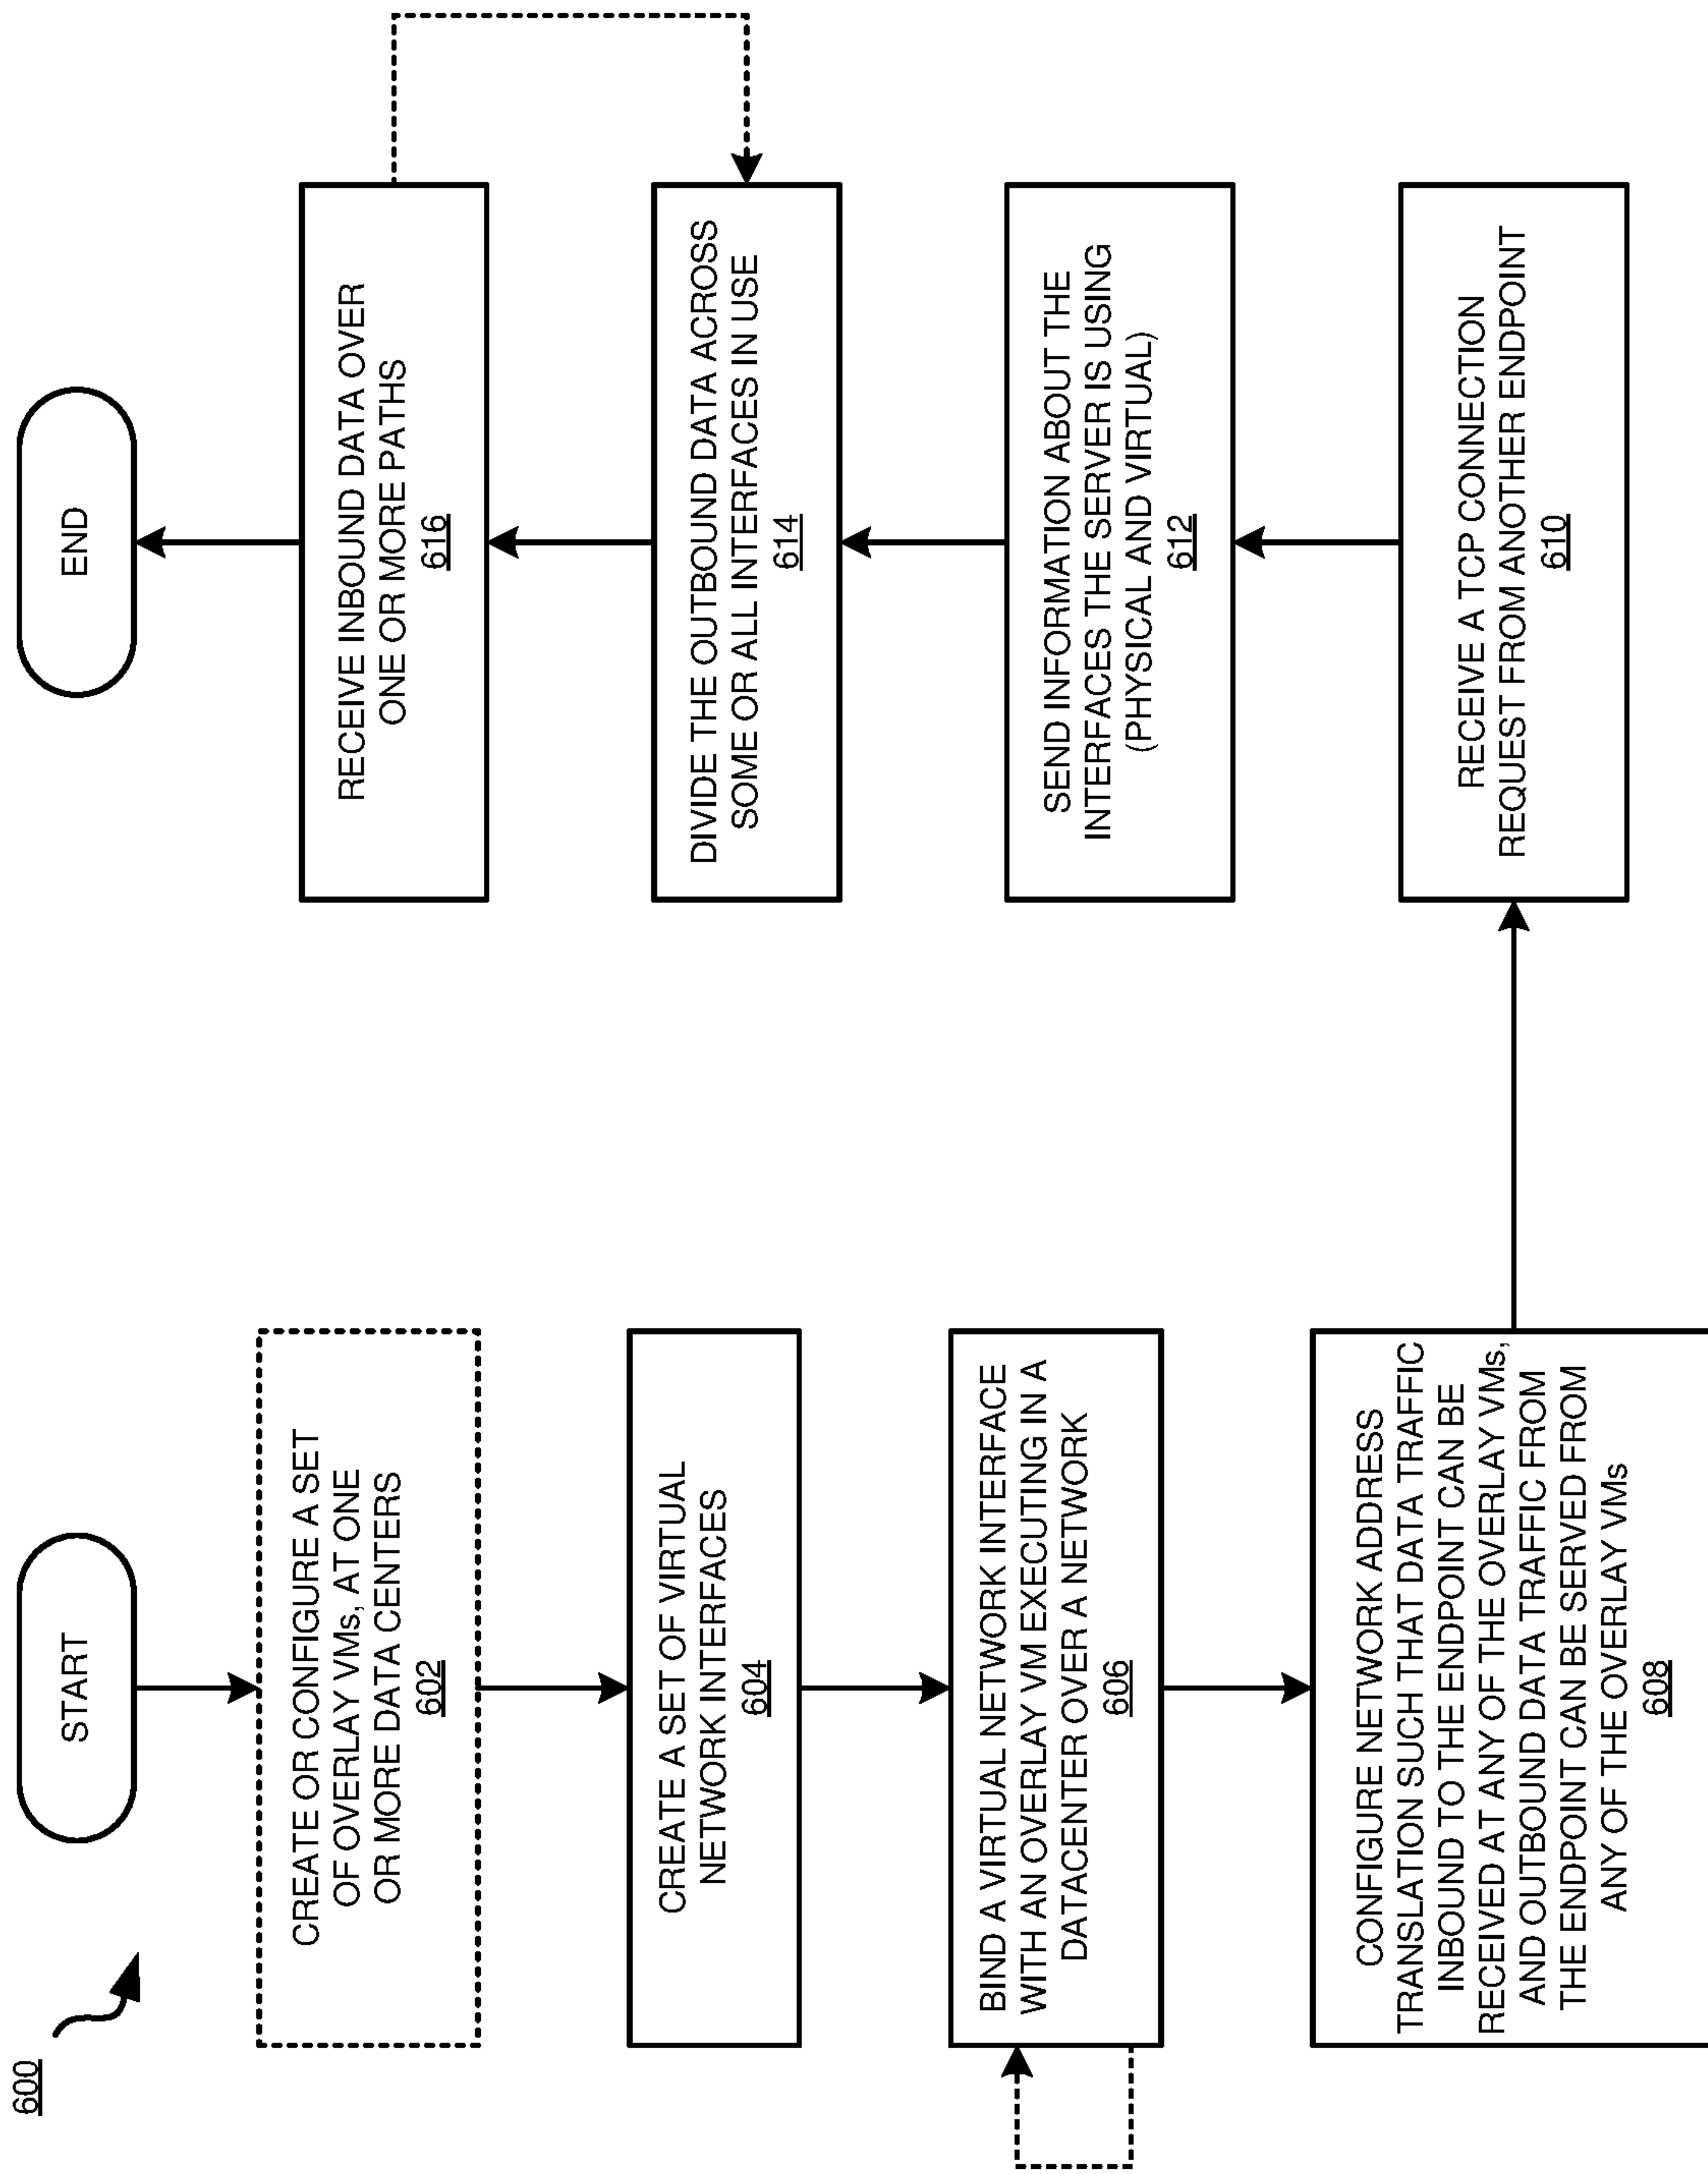 600
START
CREATE OR CONFIGURE A SET
OF OVERLAY VMs, AT ONE
OR MORE DATA CENTERS
602
CREATE A SET OF VIRTUAL
NETWORK INTERFACES
604
BIND A VIRTUAL NETWORK INTERFACE
WITH AN OVERLAY VM EXECUTING IN A
DATACENTER OVER A NETWORK
606
CONFIGURE NETWORK ADDRESS
TRANSLATION SUCH THAT DATA TRAFFIC
INBOUND TO THE ENDPOINT CAN BE
RECEIVED AT ANY OF THE OVERLAY VMs,
AND OUTBOUND DATA TRAFFIC FROM
THE ENDPOINT CAN BE SERVED FROM
ANY OF THE OVERLAY VMs
608
RECEIVE A TCP CONNECTION
REQUEST FROM ANOTHER ENDPOINT
610
SEND INFORMATION ABOUT THE
INTERFACES THE SERVER IS USING
(PHYSICAL AND VIRTUAL)
612
DIVIDE THE OUTBOUND DATA ACROSS
SOME OR ALL INTERFACES IN USE
614
RECEIVE INBOUND DATA OVER
ONE OR MORE PATHS
616
END